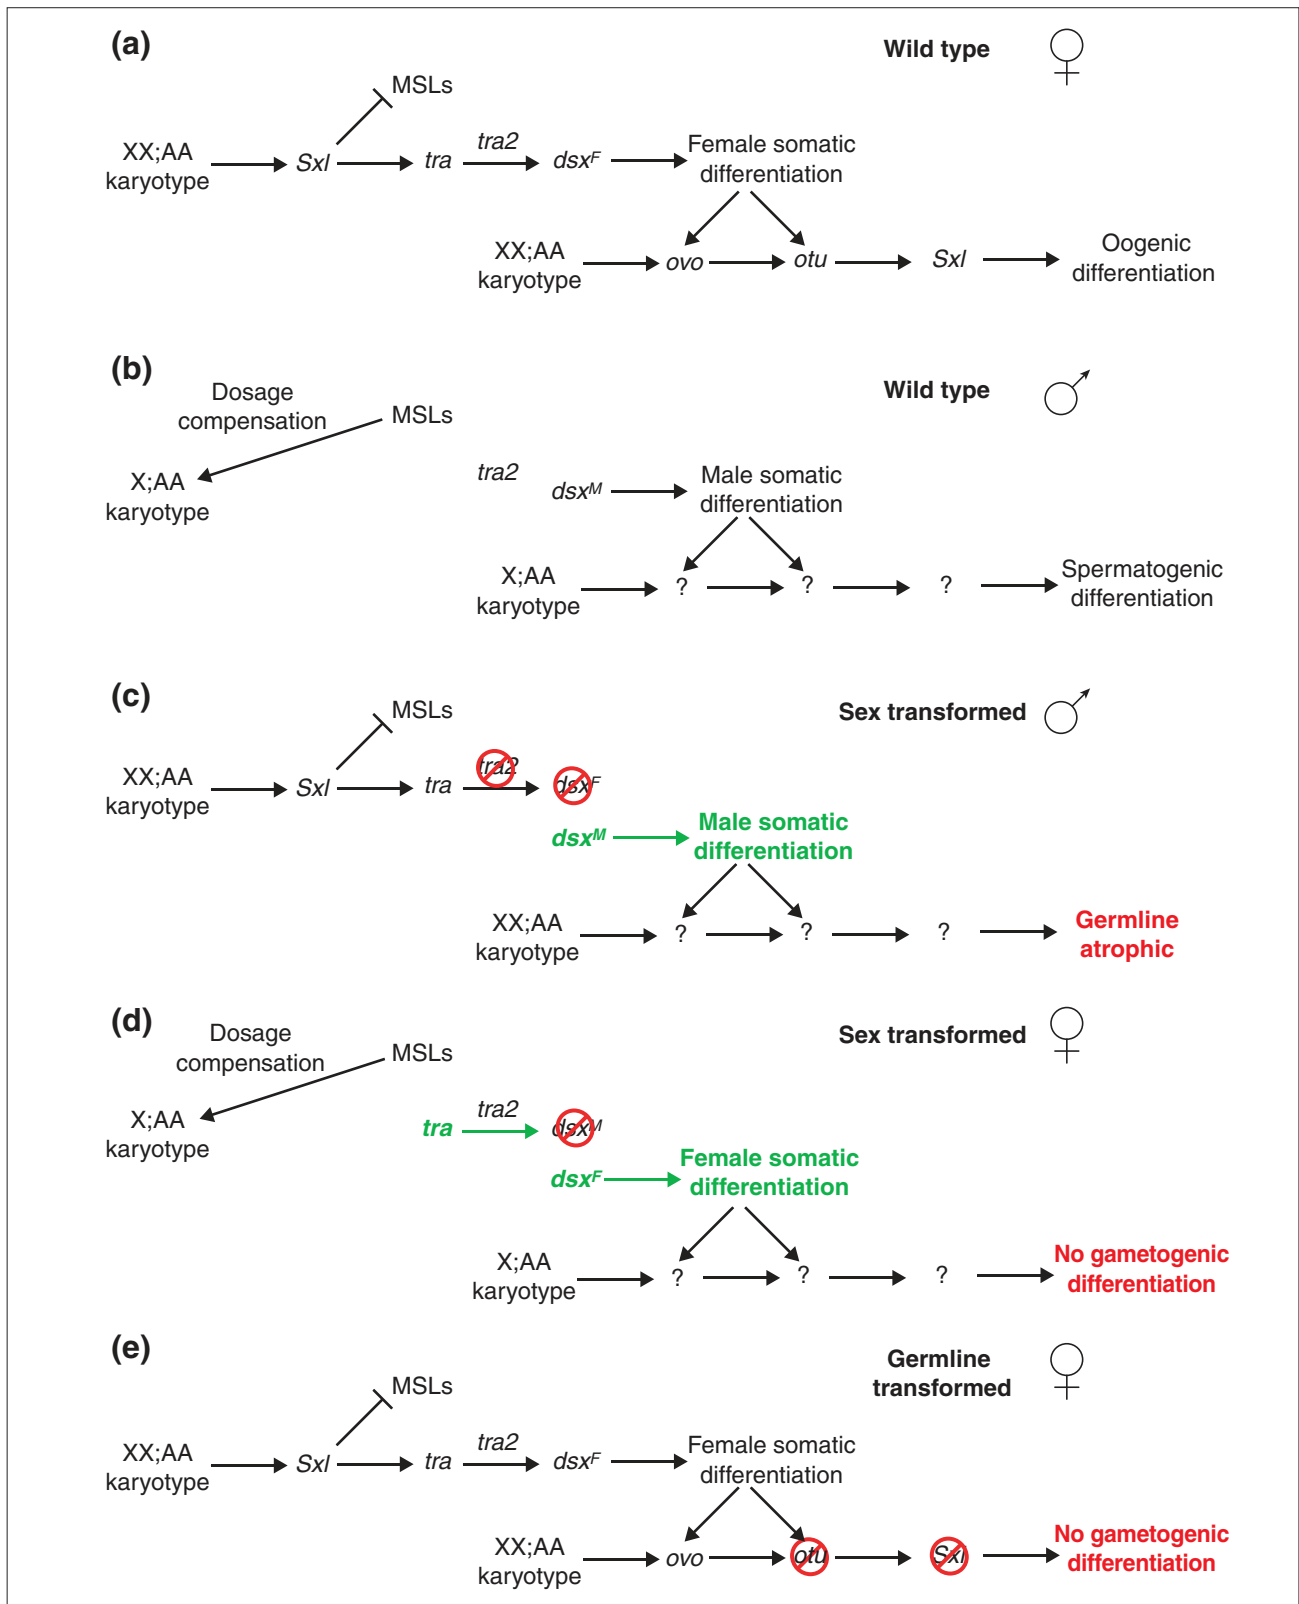 (a)
Wild type
MSLs
XX;AA
karyotype
Sxl
tra
tra2
dsxF
Female somatic
differentiation
XX;AA
karyotype
ovo
otu
Sxl
Oogenic
differentiation
(b)
Wild type
Dosage
compensation
MSLs
X;AA
karyotype
tra2
dsxM
Male somatic
differentiation
X;AA
karyotype
?
?
?
Spermatogenic
differentiation
(c)
Sex transformed
MSLs
XX;AA
karyotype
Sxl
tra
tra2
dsxF
dsxM
Male somatic
differentiation
XX;AA
karyotype
?
?
?
Germline
atrophic
(d)
Sex transformed
Dosage
compensation
MSLs
X;AA
karyotype
tra
tra2
dsxM
dsxF
Female somatic
differentiation
X;AA
karyotype
?
?
?
No gametogenic
differentiation
(e)
Germline
transformed
MSLs
XX;AA
karyotype
Sxl
tra
tra2
dsxF
Female somatic
differentiation
XX;AA
karyotype
ovo
otu
Sxl
No gametogenic
differentiation